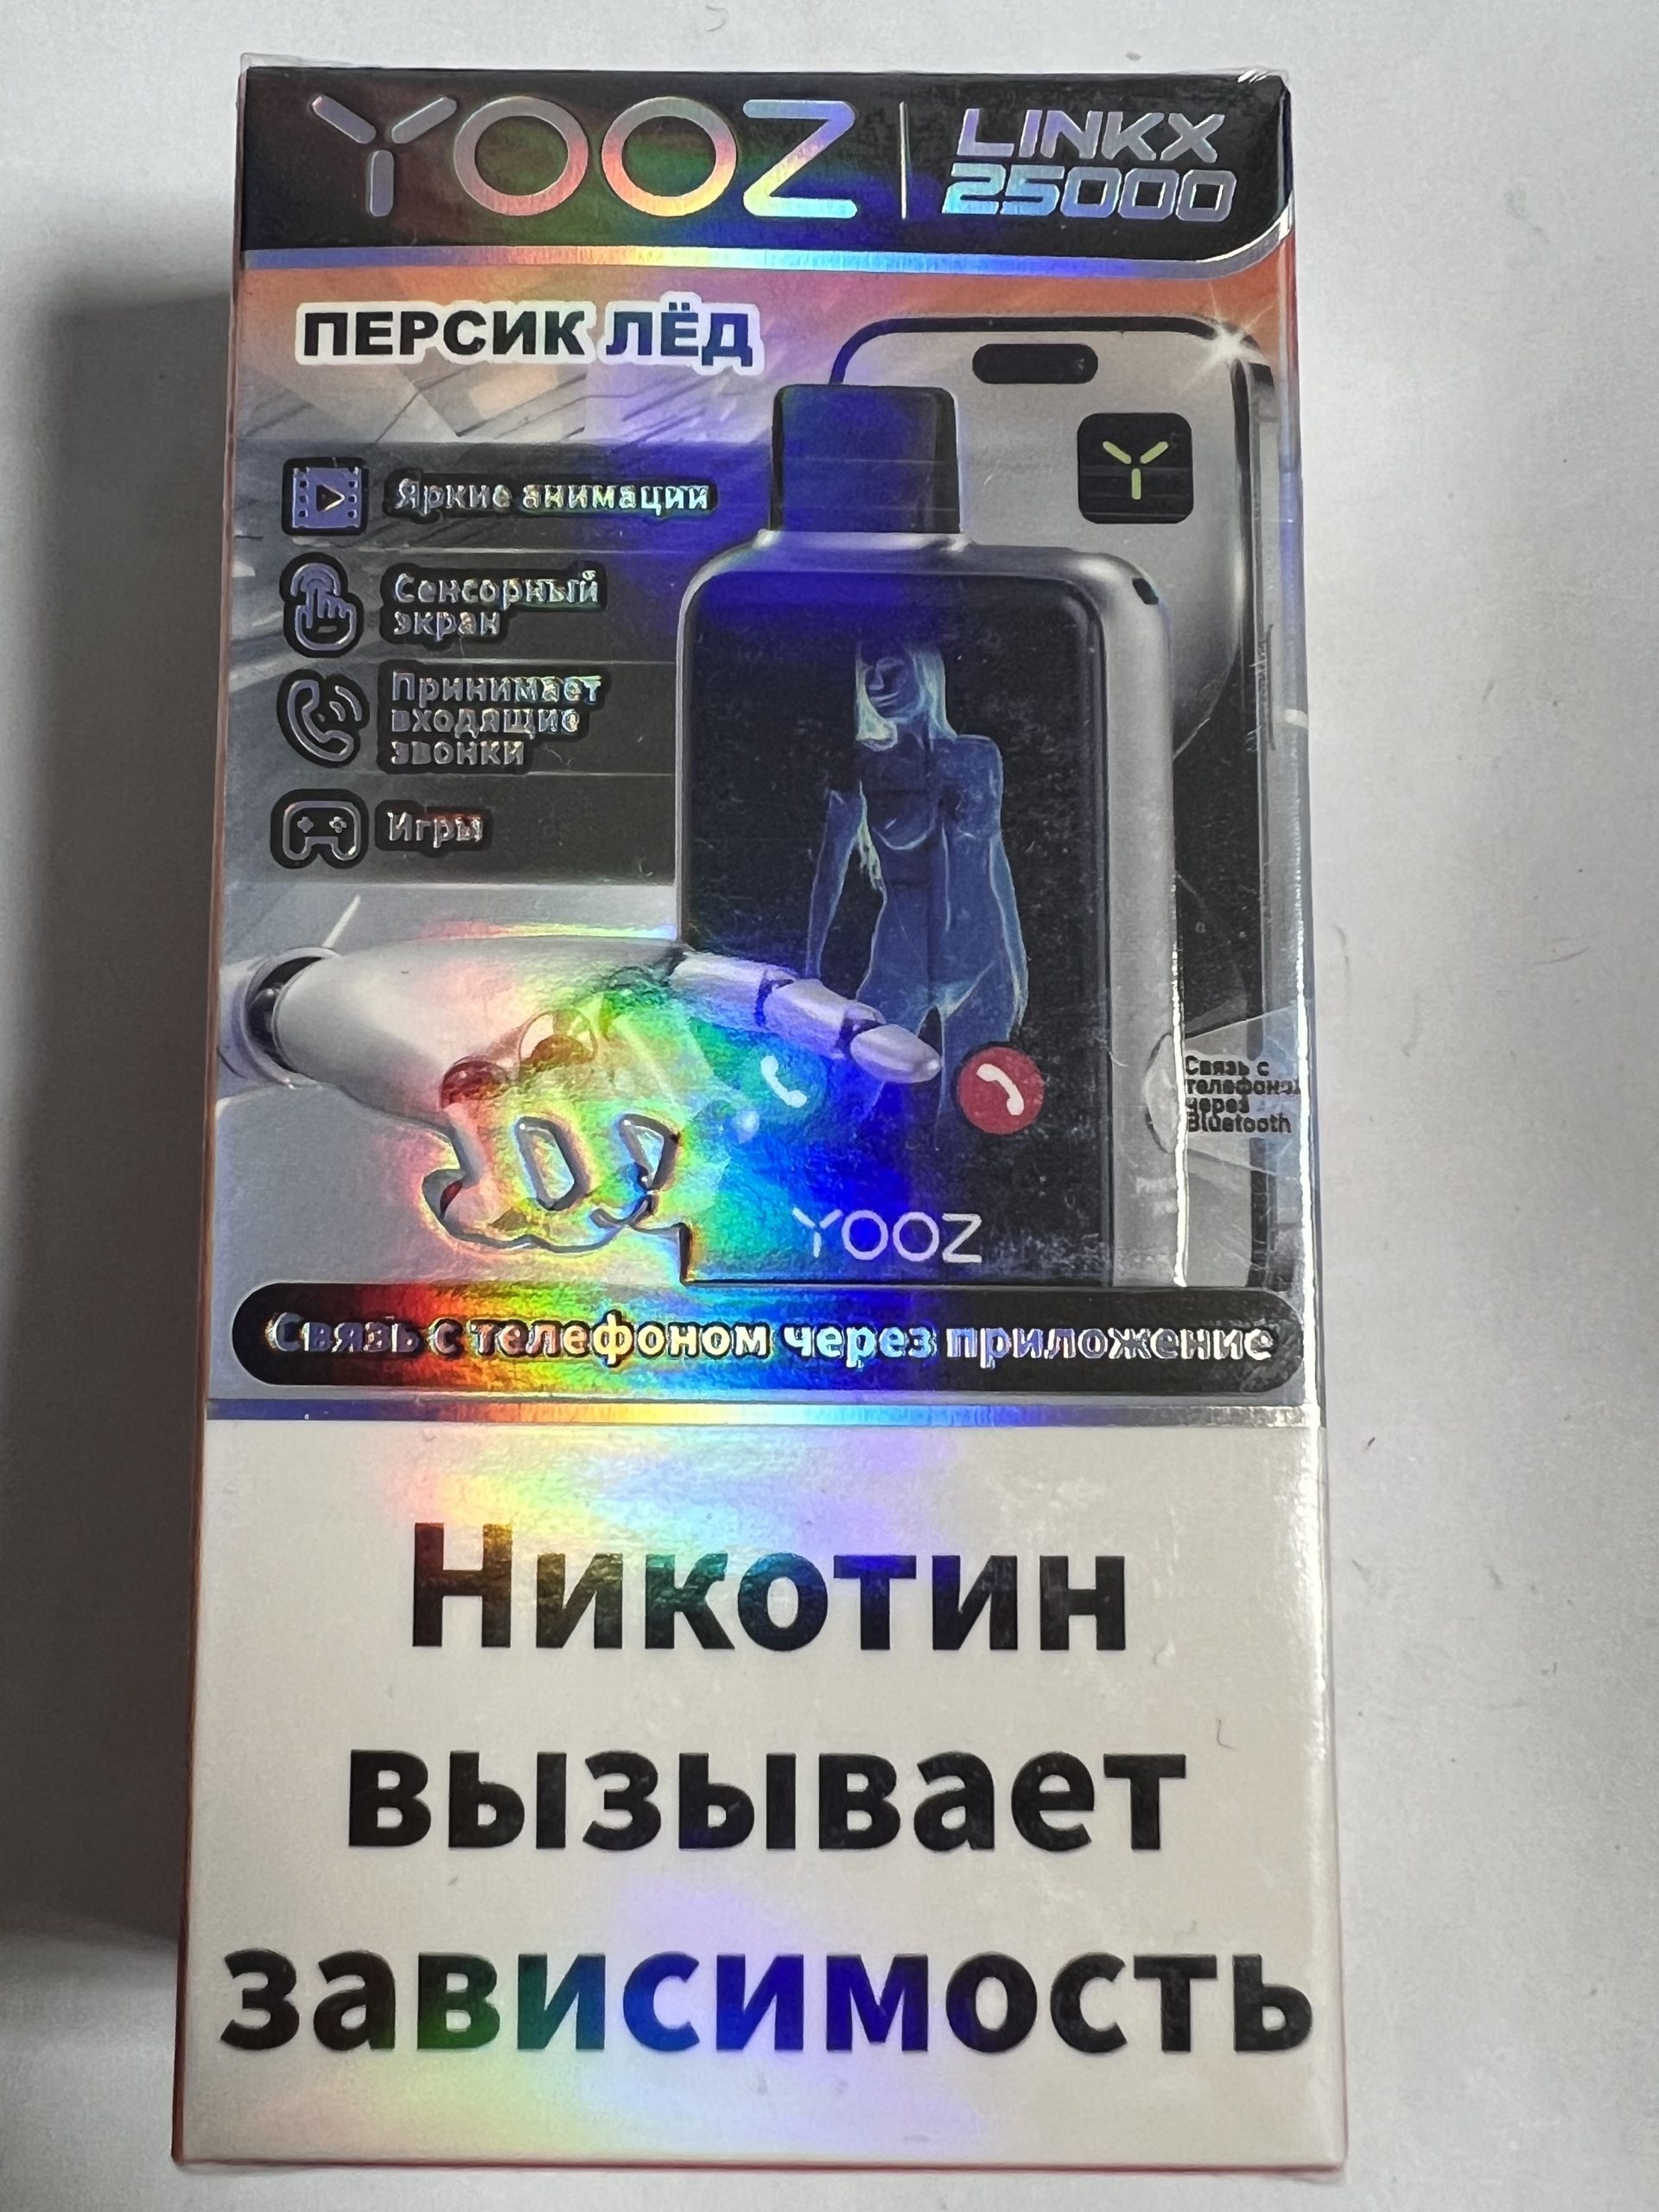 YOOZ
LINKX
25000
ПЕРСИК ЛЁД
Яркие анимации
Сенсорный
экран
Принимает
входящие
звонки
Игры
Связь с
телефоном
через
Bluetooth
YOOZ
Связь с телефоном через приложение
Никотин
вызывает
зависимость